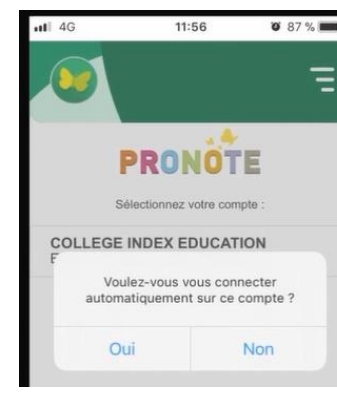 4G 11:56 87 %
PRONOTE
Sélectionnez votre compte :
COLLEGE INDEX EDUCATION
Voulez-vous vous connecter
automatiquement sur ce compte ?
Oui Non